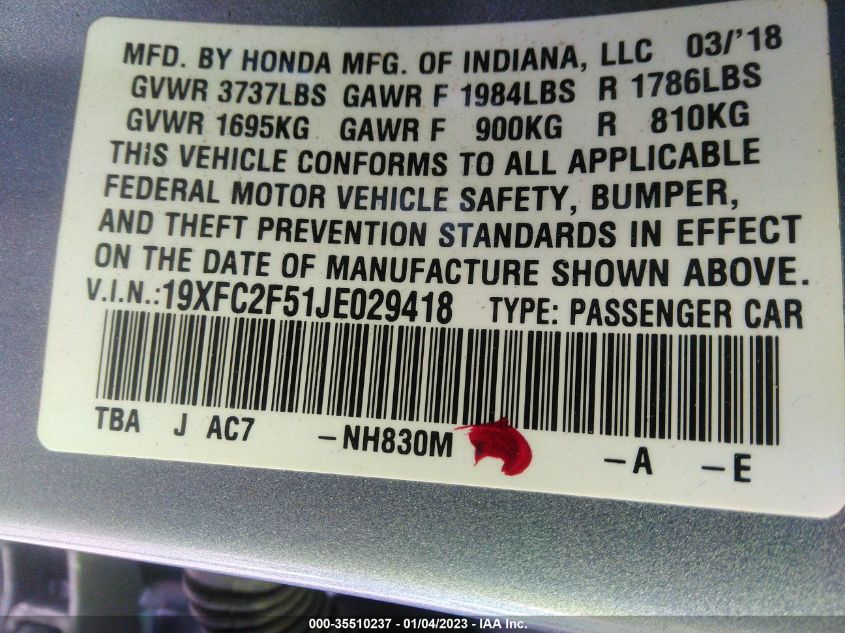 MFD. BY HONDA MFG. OF INDIANA, LLC 03/'18
GVWR 3737LBS GAWR F 1984LBS R 1786LBS
GVWR 1695KG GAWR F 900KG R 810KG
THIS VEHICLE CONFORMS TO ALL APPLICABLE
FEDERAL MOTOR VEHICLE SAFETY, BUMPER,
AND THEFT PREVENTION STANDARDS IN EFFECT
ON THE DATE OF MANUFACTURE SHOWN ABOVE.
V.I.N.:19XFC2F51JE029418 TYPE: PASSENGER CAR
TBA J AC7 -NH830M -A -E
000-35510237 - 01/04/2023 - IAA Inc.